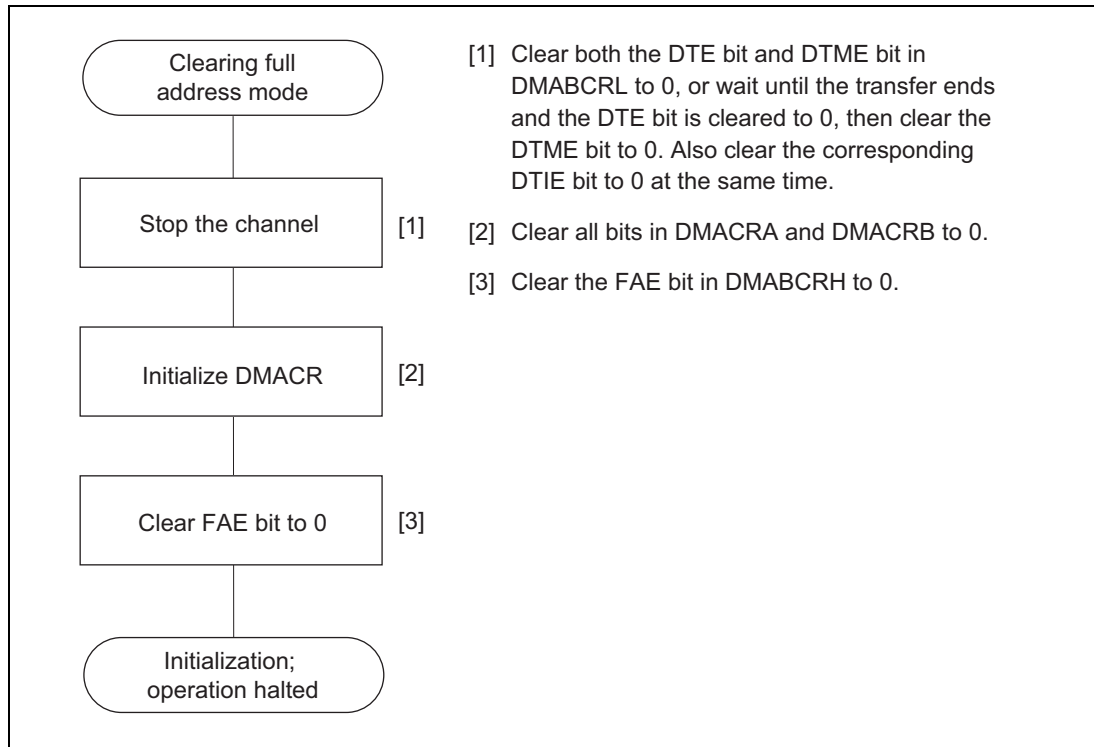 Clearing full
address mode
Stop the channel
[1]
Initialize DMACR
[2]
Clear FAE bit to 0
[3]
Initialization;
operation halted
[1] Clear both the DTE bit and DTME bit in
DMABCRL to 0, or wait until the transfer ends
and the DTE bit is cleared to 0, then clear the
DTME bit to 0. Also clear the corresponding
DTIE bit to 0 at the same time.
[2] Clear all bits in DMACRA and DMACRB to 0.
[3] Clear the FAE bit in DMABCRH to 0.